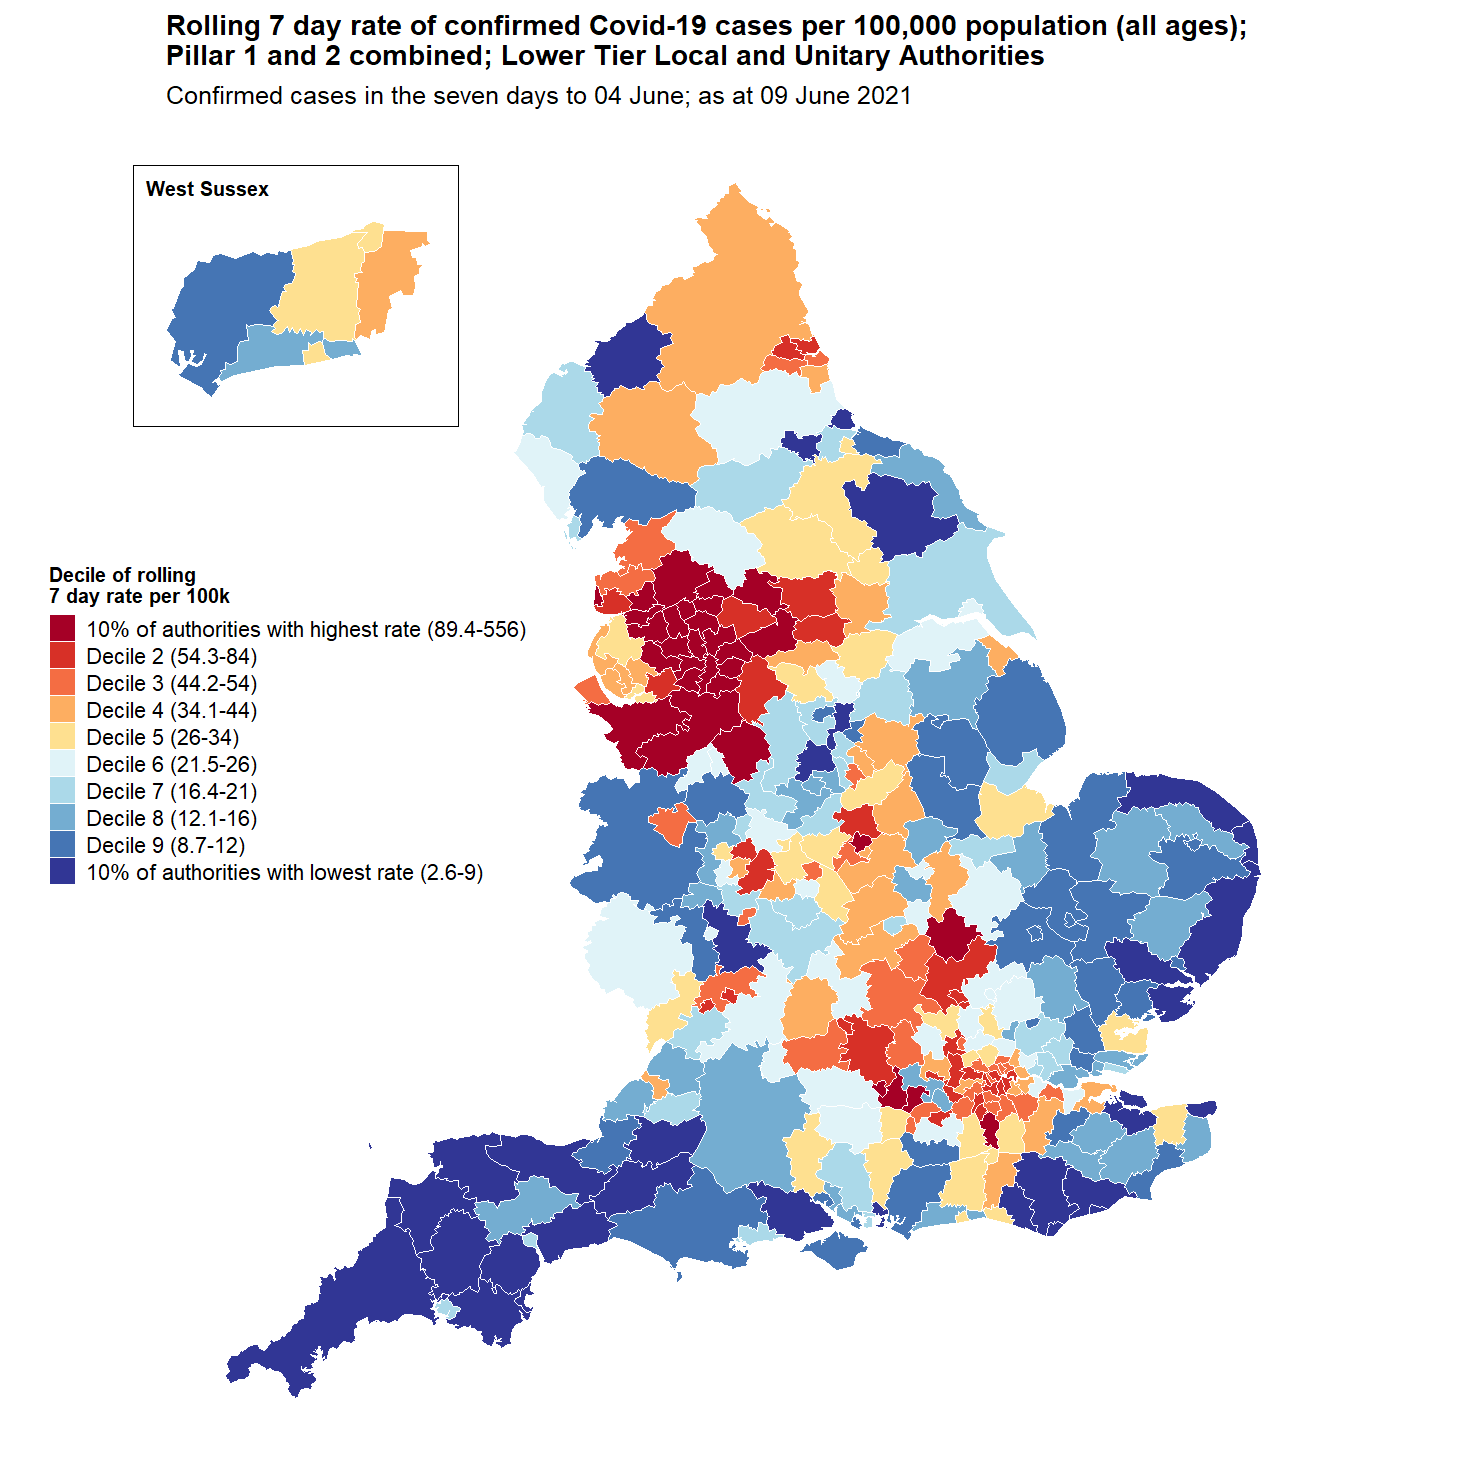 Rolling 7 day rate of confirmed Covid-19 cases per 100,000 population (all ages);
Pillar 1 and 2 combined; Lower Tier Local and Unitary Authorities
Confirmed cases in the seven days to 04 June; as at 09 June 2021
West Sussex
Decile of rolling
7 day rate per 100k
10% of authorities with highest rate (89.4-556)
Decile 2 (54.3-84)
Decile 3 (44.2-54)
Decile 4 (34.1-44)
Decile 5 (26-34)
Decile 6 (21.5-26)
Decile 7 (16.4-21)
Decile 8 (12.1-16)
Decile 9 (8.7-12)
10% of authorities with lowest rate (2.6-9)